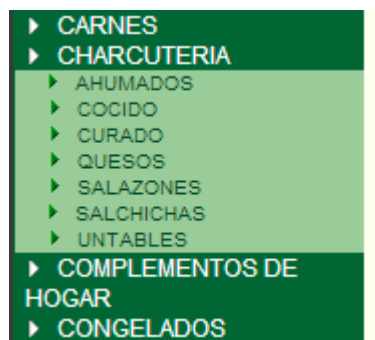 CARNES
CHARCUTERIA
AHUMADOS
COCIDO
CURADO
QUESOS
SALAZONES
SALCHICHAS
UNTABLES
COMPLEMENTOS DE
HOGAR
CONGELADOS